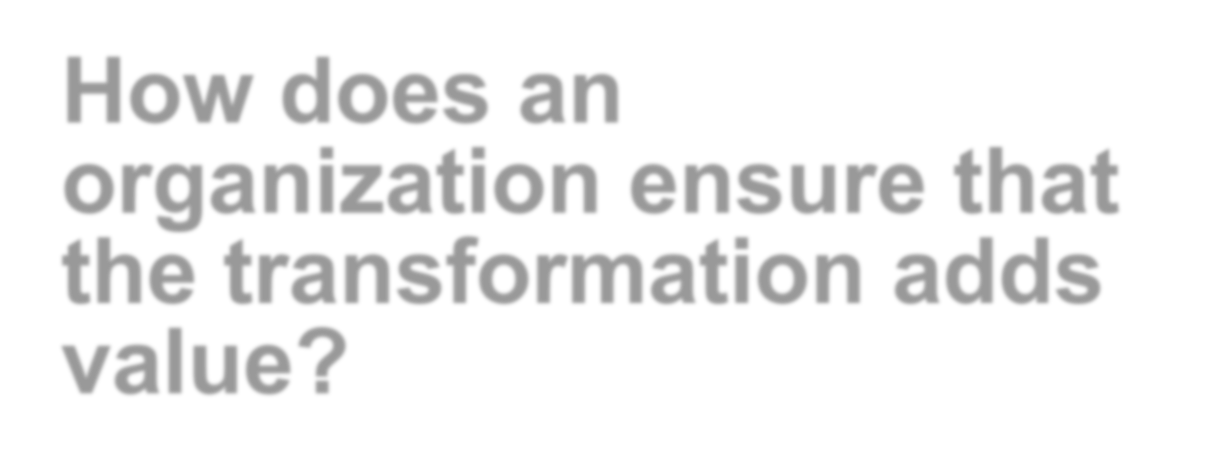 How does an
organization ensure that
the transformation adds
value?